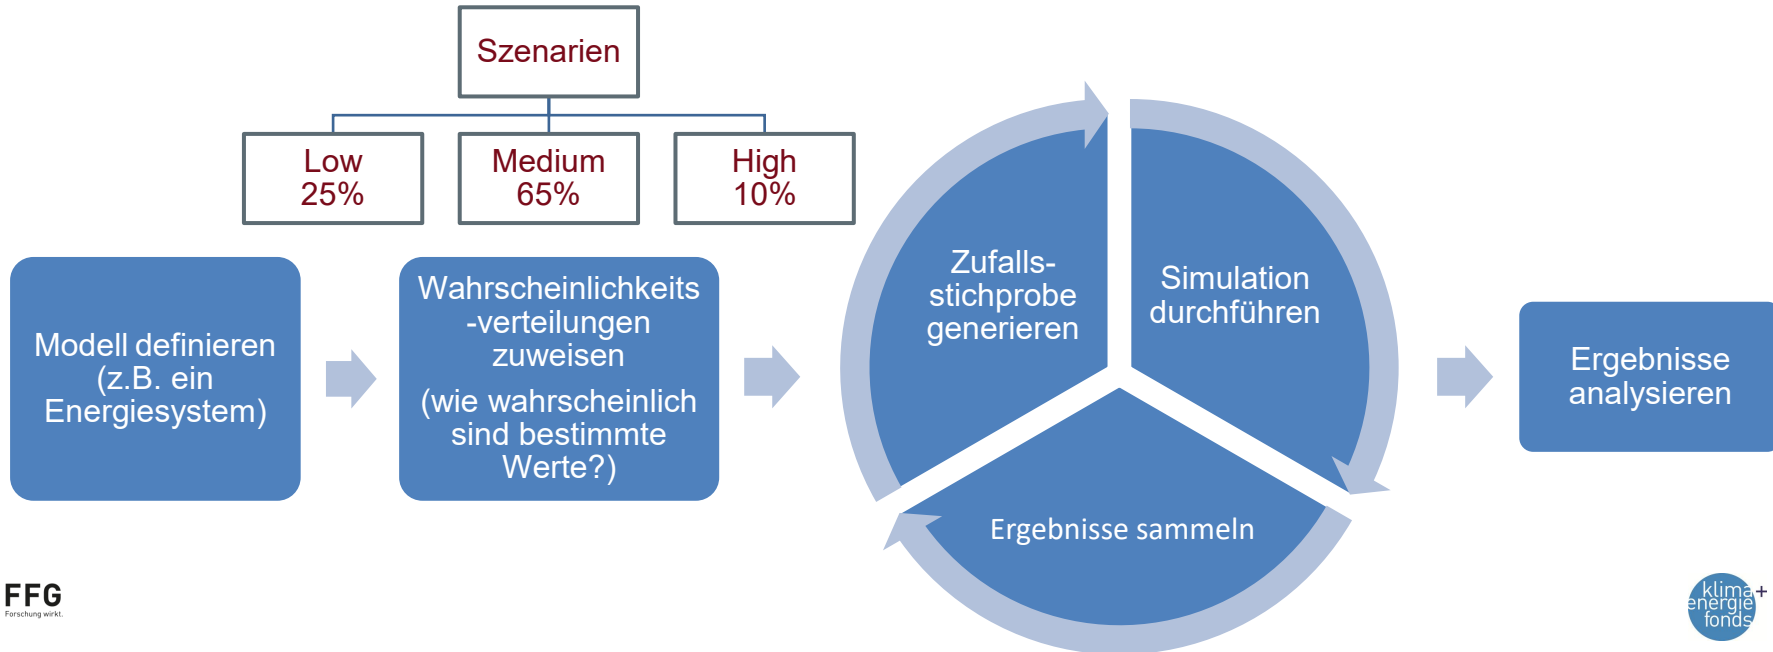 Szenarien
Low
25%
Medium
65%
High
10%
Modell definieren
(z.B. ein
Energiesystem)
Wahrscheinlichkeits
-verteilungen
zuweisen
(wie wahrscheinlich
sind bestimmte
Werte?)
Zufalls-
stichprobe
generieren
Simulation
durchführen
Ergebnisse sammeln
Ergebnisse
analysieren
FFG
Forschung wirkt.
klima+
energie
fonds